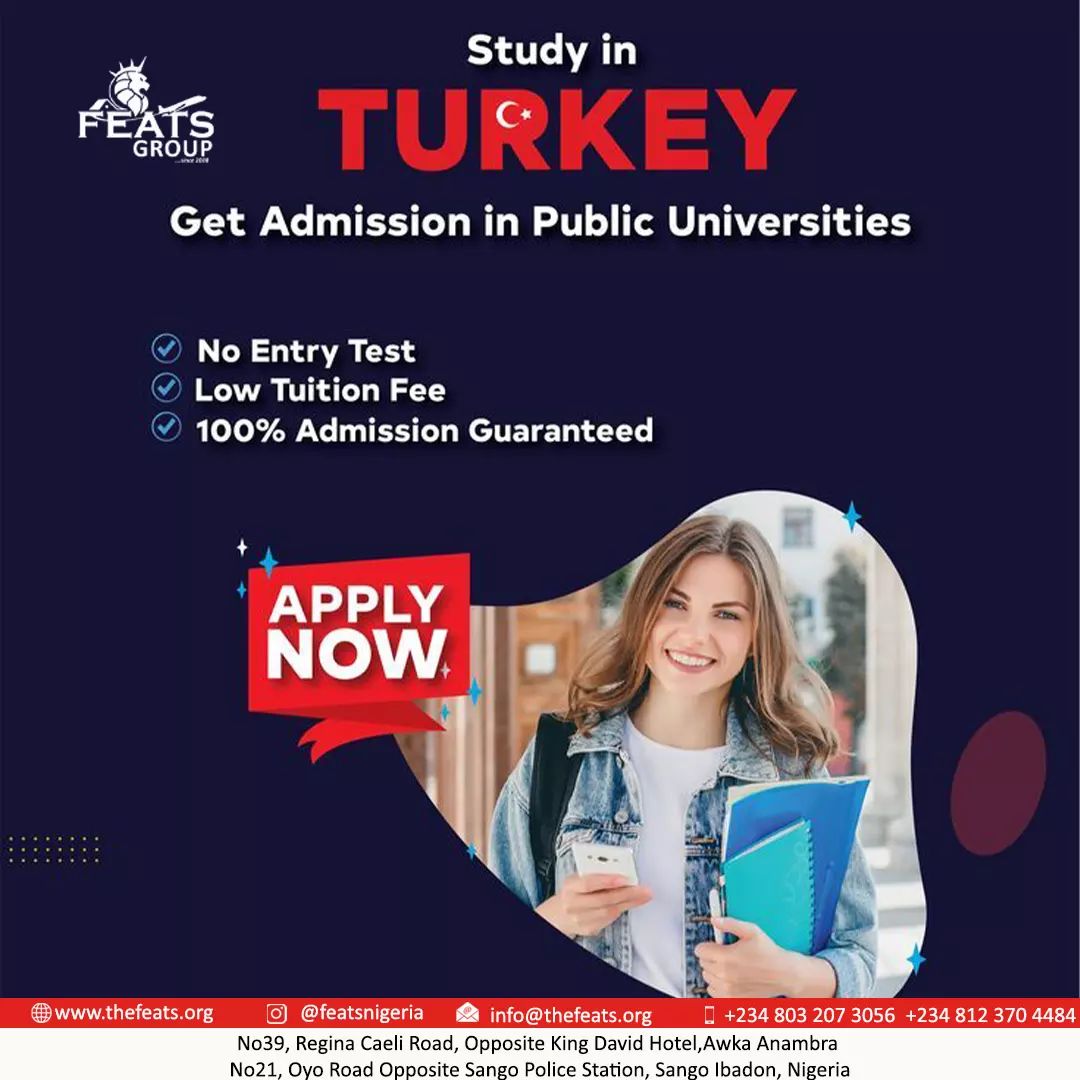 Study in
TURKEY
FEATS
GROUP
...since 2008
Get Admission in Public Universities
No Entry Test
Low Tuition Fee
100% Admission Guaranteed
APPLY
NOW
www.thefeats.org @featsnigeria info@thefeats.org +234 803 207 3056 +234 812 370 4484
No39, Regina Caeli Road, Opposite King David Hotel,Awka Anambra
No21, Oyo Road Opposite Sango Police Station, Sango Ibadon, Nigeria